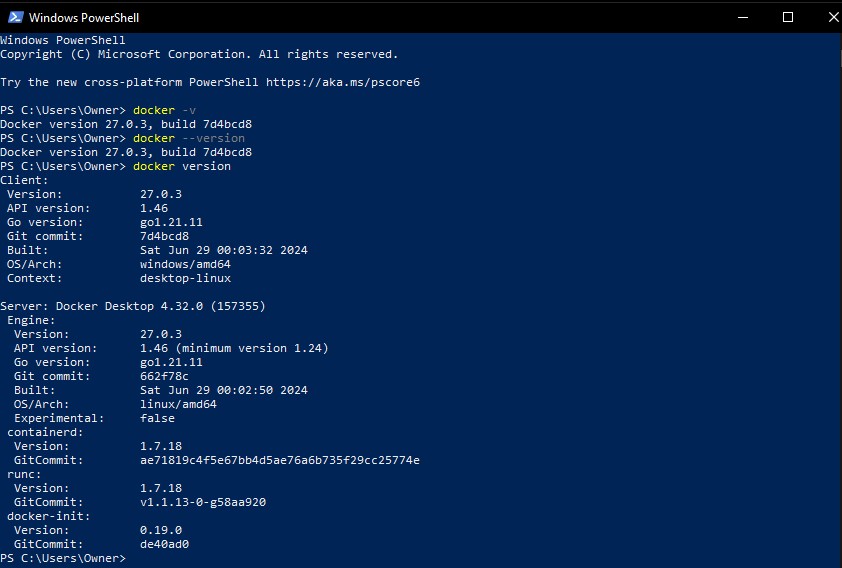 Windows PowerShell
Windows PowerShell
Copyright (C) Microsoft Corporation. All rights reserved.
Try the new cross-platform PowerShell https://aka.ms/pscore6
PS C:\Users\Owner> docker -v
Docker version 27.0.3, build 7d4bcd8
PS C:\Users\Owner> docker --version
Docker version 27.0.3, build 7d4bcd8
PS C:\Users\Owner> docker version
Client:
 Version:           27.0.3
 API version:       1.46
 Go version:        go1.21.11
 Git commit:        7d4bcd8
 Built:             Sat Jun 29 00:03:32 2024
 OS/Arch:           windows/amd64
 Context:           desktop-linux
Server: Docker Desktop 4.32.0 (157355)
 Engine:
  Version:          27.0.3
  API version:      1.46 (minimum version 1.24)
  Go version:       go1.21.11
  Git commit:       662f78c
  Built:            Sat Jun 29 00:02:50 2024
  OS/Arch:          linux/amd64
  Experimental:     false
 containerd:
  Version:          1.7.18
  GitCommit:        ae71819c4f5e67bb4d5ae76a6b735f29cc25774e
 runc:
  Version:          1.7.18
  GitCommit:        v1.1.13-0-g58aa920
 docker-init:
  Version:          0.19.0
  GitCommit:        de40ad0
PS C:\Users\Owner>